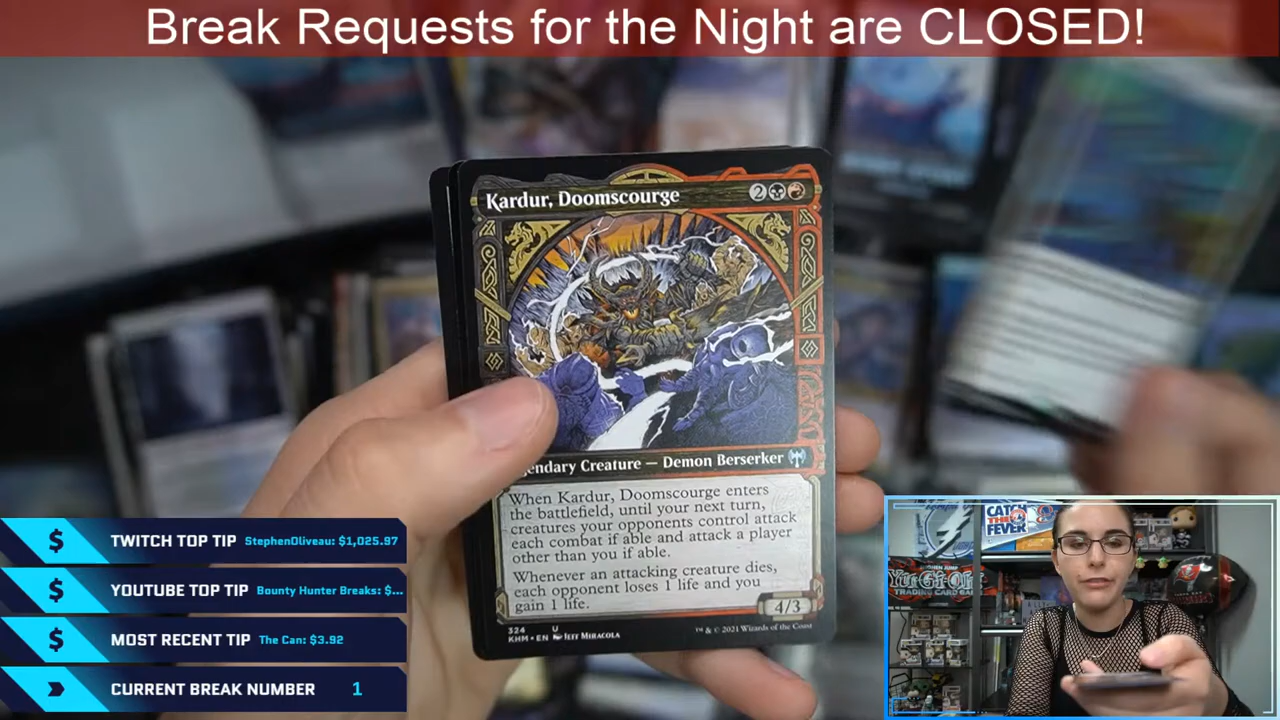 Break Requests for the Night are CLOSED!
Kardur, Doomscourge
2
endary Creature — Demon Berserker
When Kardur, Doomscourge enters
the battlefield, until your next turn,
creatures your opponents control attack
each combat if able and attack a player
other than you if able.
Whenever an attacking creature dies,
each opponent loses 1 life and you
gain 1 life.
4/3
324 U
KHM • EN Jeff Miracola
™ & © 2021 Wizards of the Coast
$ TWITCH TOP TIP StephenOliveau: $1,025.97
$ YOUTUBE TOP TIP Bounty Hunter Breaks: $...
$ MOST RECENT TIP The Can: $3.92
CURRENT BREAK NUMBER 1
CATCH
THE
FEVER
Yu-Gi-Oh!
TRADING CARD GAME